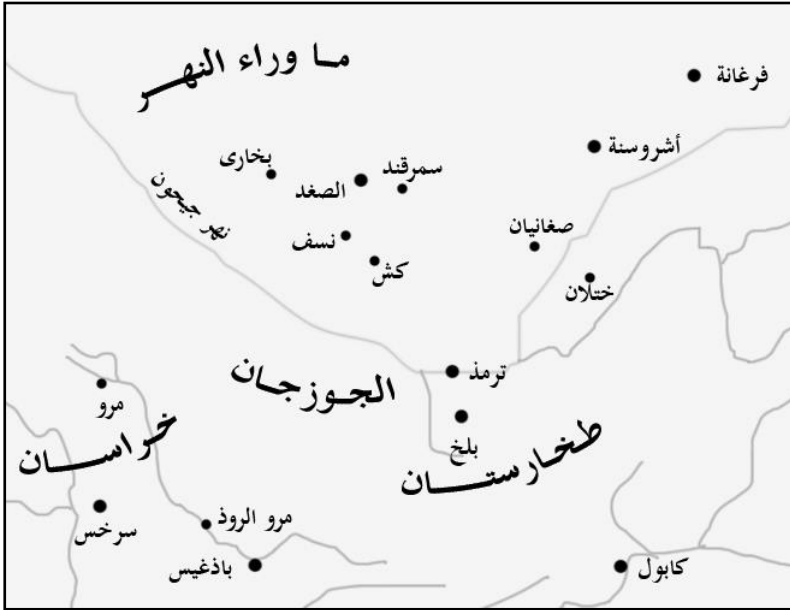 ما وراء النهر
فرغانة
أشروسنة
بخارى
سمرقند
الصغد
نهر جيحون
نسف
صغانيان
كش
ختلان
ترمذ
الجوزجان
مرو
بلخ
خراسان
طخارستان
سرخس
مرو الروذ
باذغيس
كابول